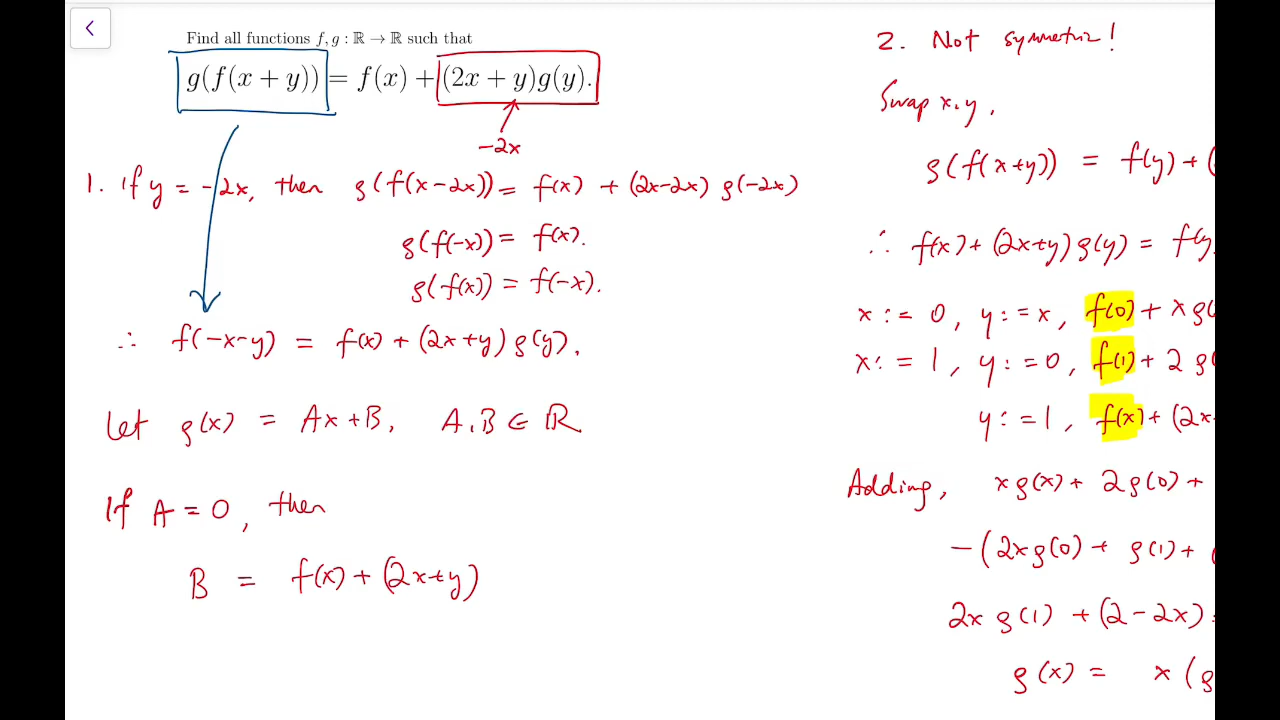 Find all functions f, g : ℝ → ℝ such that
g(f(x + y)) = f(x) + (2x + y)g(y).
-2x
1. If y = -2x, then g(f(x-2x)) = f(x) + (2x-2x) g(-2x)
g(f(-x)) = f(x).
g(f(x)) = f(-x).
∴ f(-x-y) = f(x) + (2x+y) g(y).
Let g(x) = Ax+B, A,B ∈ ℝ
If A = 0, then
B = f(x) + (2x+y)
2. Not symmetric!
Swap x,y,
g(f(x+y)) = f(y) + (
∴ f(x) + (2x+y) g(y) = f(y
x := 0, y := x, f(0) + x g(
x := 1, y := 0, f(1) + 2 g(
y := 1, f(x) + (2x
Adding, x g(x) + 2g(0) +
-(2x g(0) + g(1) +
2x g(1) + (2-2x)
g(x) = x (g